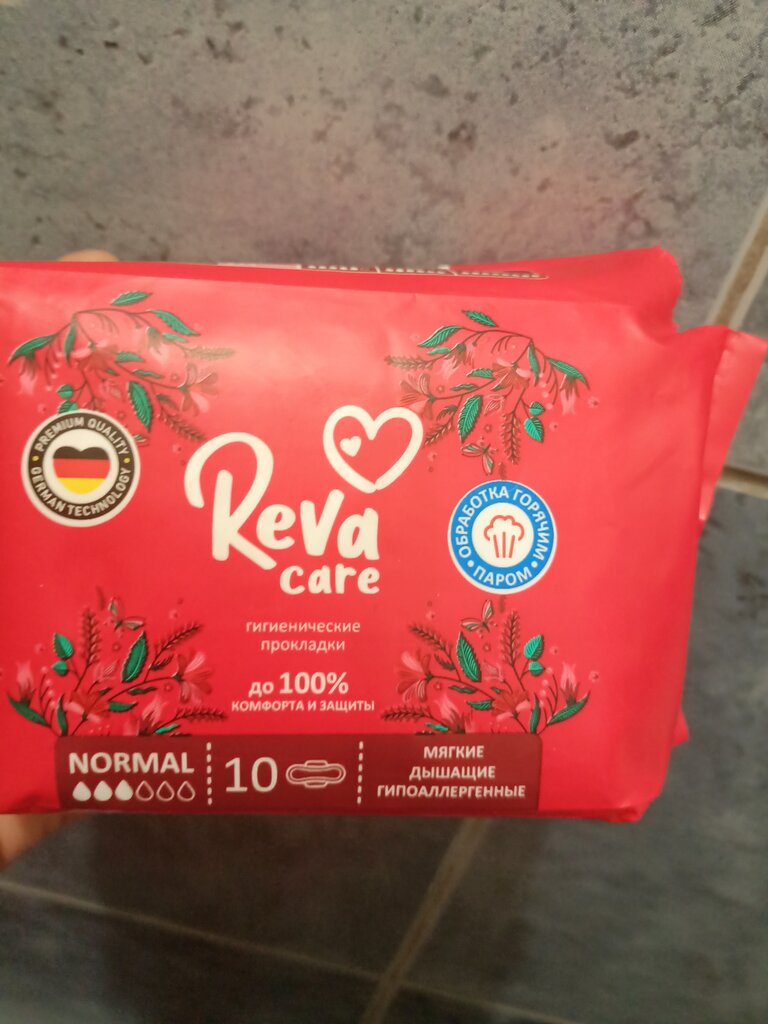 PREMIUM QUALITY
GERMAN TECHNOLOGY
Reva
care
ОБРАБОТКА ГОРЯЧИМ
ПАРОМ
гигиенические
прокладки
до 100%
КОМФОРТА И ЗАЩИТЫ
NORMAL
10
МЯГКИЕ
ДЫШАЩИЕ
ГИПОАЛЛЕРГЕННЫЕ